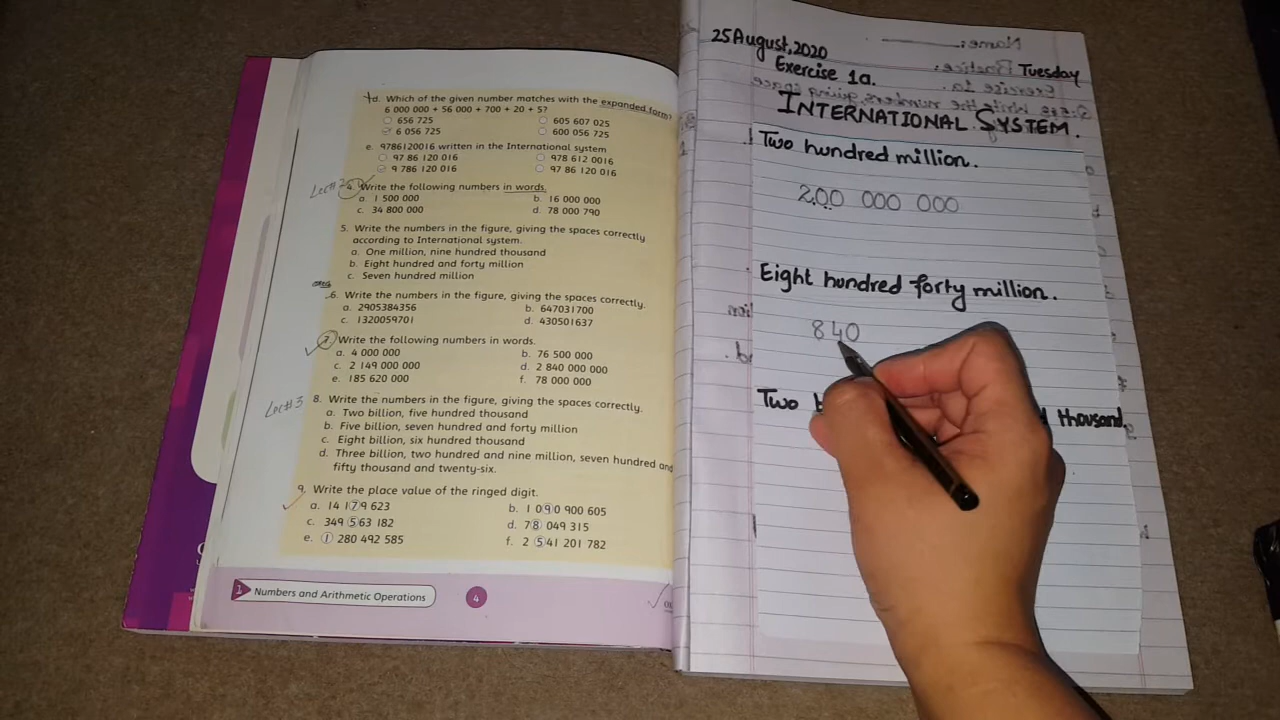 d. Which of the given number matches with the expanded form?
6 000 000 + 56 000 + 700 + 20 + 5?
656 725
605 607 025
6 056 725
600 056 725
e. 9786120016 written in the International system
97 86 120 016
978 612 0016
9 786 120 016
97 86 120 016
Lec#2
4. Write the following numbers in words.
a. 1 500 000
b. 16 000 000
c. 34 800 000
d. 78 000 790
5. Write the numbers in the figure, giving the spaces correctly
according to International system.
a. One million, nine hundred thousand
b. Eight hundred and forty million
c. Seven hundred million
6. Write the numbers in the figure, giving the spaces correctly.
a. 2905384356
b. 647031700
c. 1320059701
d. 430501637
7. Write the following numbers in words.
a. 4 000 000
b. 76 500 000
c. 2 149 000 000
d. 2 840 000 000
e. 185 620 000
f. 78 000 000
Lec#3
8. Write the numbers in the figure, giving the spaces correctly.
a. Two billion, five hundred thousand
b. Five billion, seven hundred and forty million
c. Eight billion, six hundred thousand
d. Three billion, two hundred and nine million, seven hundred and
fifty thousand and twenty-six.
9. Write the place value of the ringed digit.
a. 14 179 623
b. 1 090 900 605
c. 349 563 182
d. 78 049 315
e. 1 280 492 585
f. 2 541 201 782
1 Numbers and Arithmetic Operations
4
25 August, 2020
Tuesday
Exercise 1a.
INTERNATIONAL SYSTEM.
Two hundred million.
200 000 000
Eight hundred forty million.
840
Two
thousand.